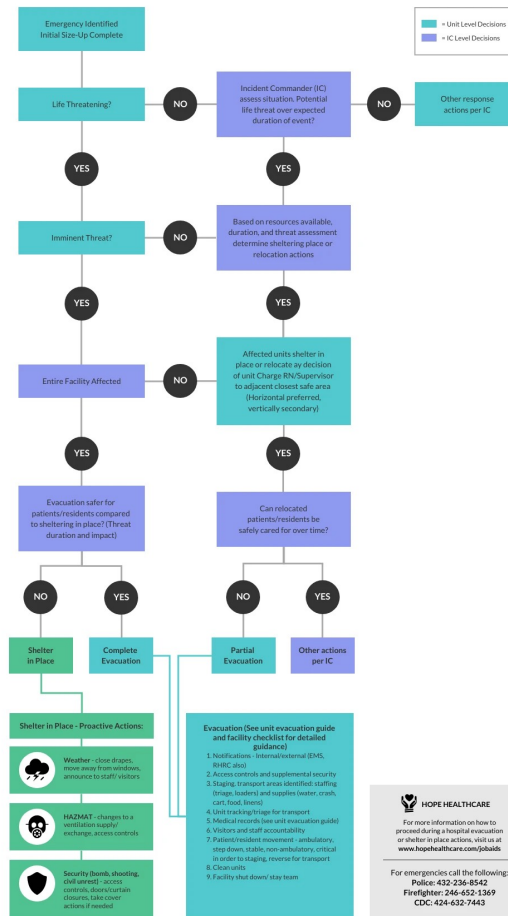 Emergency Identified
Initial Size-Up Complete
= Unit Level Decisions
= IC Level Decisions
Life Threatening?
NO
Incident Commander (IC)
assess situation. Potential
life threat over expected
duration of event?
NO
Other response
actions per IC
YES
YES
Imminent Threat?
NO
Based on resources available,
duration, and threat assessment
determine sheltering place or
relocation actions
YES
YES
Entire Facility Affected
NO
Affected units shelter in
place or relocate ay decision
of unit Charge RN/Supervisor
to adjacent closest safe area
(Horizontal preferred,
vertically secondary)
YES
YES
Evacuation safer for
patients/residents compared
to sheltering in place? (Threat
duration and impact)
Can relocated
patients/residents be
safely cared for over time?
NO
YES
NO
YES
Shelter
in Place
Complete
Evacuation
Partial
Evacuation
Other actions
per IC
Shelter in Place - Proactive Actions:
Weather - close drapes,
move away from windows,
announce to staff/ visitors
HAZMAT - changes to a
ventilation supply/
exchange, access controls
Security (bomb, shooting,
civil unrest) - access
controls, doors/curtain
closures, take cover
actions if needed
Evacuation (See unit evacuation guide
and facility checklist for detailed
guidance)
1. Notifications - Internal/external (EMS,
RHRC also)
2. Access controls and supplemental security
3. Staging, transport areas identified: staffing
(triage, loaders) and supplies (water, crash,
cart, food, linens)
4. Unit tracking/triage for transport
5. Medical records (see unit evacuation guide)
6. Visitors and staff accountability
7. Patient/resident movement - ambulatory,
step down, stable, non-ambulatory, critical
in order to staging, reverse for transport
8. Clean units
9. Facility shut down/ stay team
HOPE HEALTHCARE
For more information on how to
proceed during a hospital evacuation
or shelter in place actions, visit us at
www.hopehealthcare.com/jobaids
For emergencies call the following:
Police: 432-236-8542
Firefighter: 246-652-1369
CDC: 424-632-7443